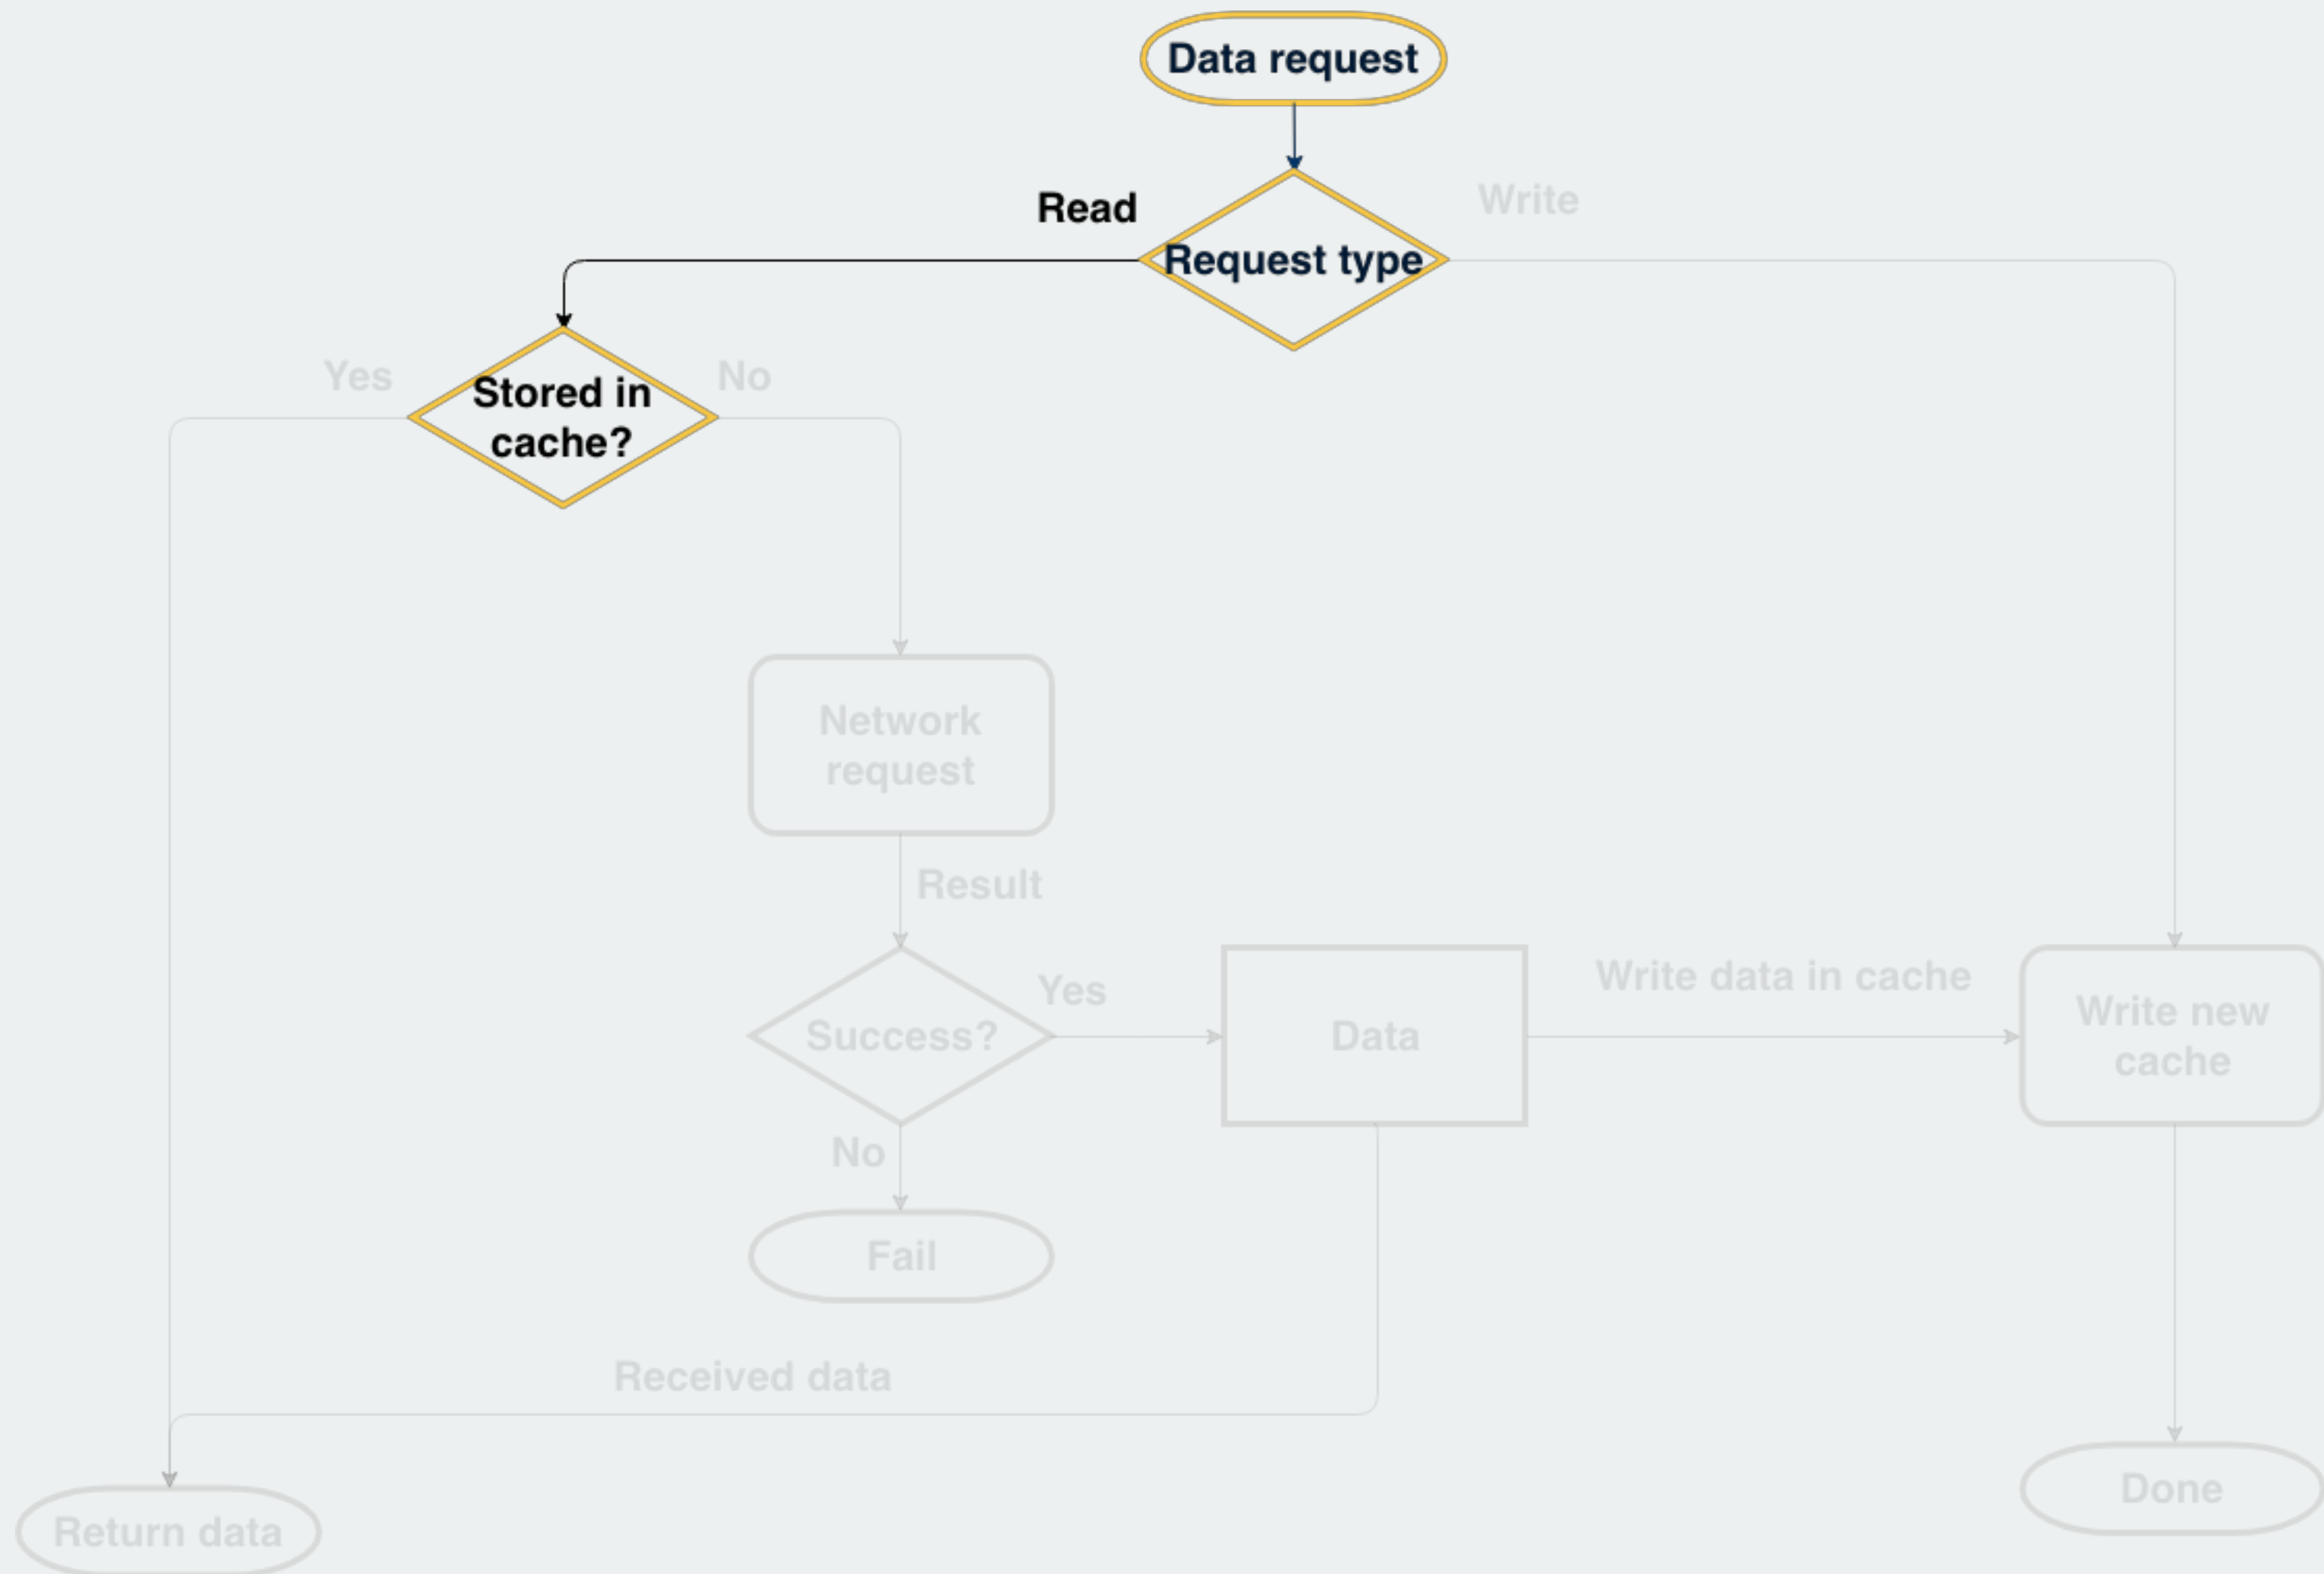 Data request
Read
Write
Request type
Yes
No
Stored in
cache?
Network
request
Result
Yes
Write data in cache
Success?
Data
Write new
cache
No
Fail
Received data
Done
Return data